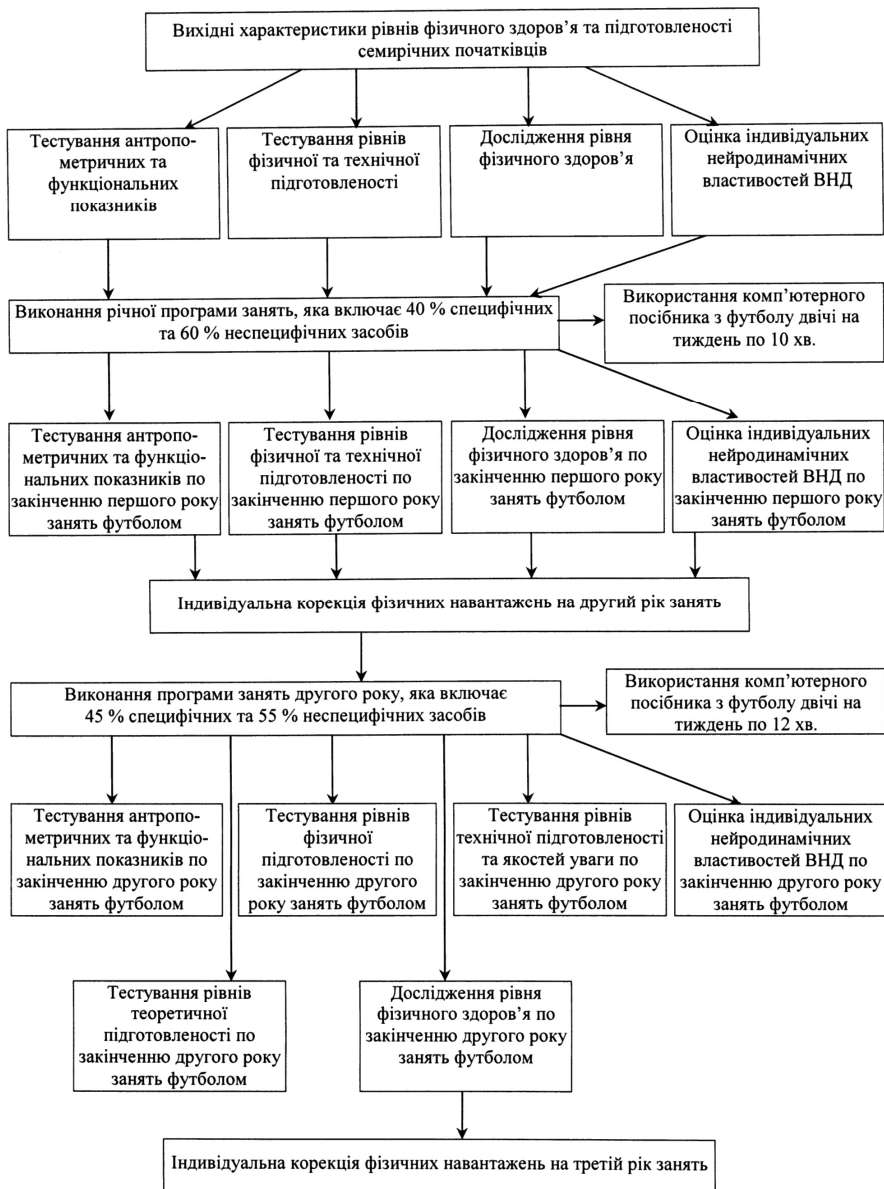 Вихідні характеристики рівнів фізичного здоров’я та підготовленості
семирічних початківців
Тестування антропо-
метричних та
функціональних
показників
Тестування рівнів
фізичної та технічної
підготовленості
Дослідження рівня
фізичного здоров’я
Оцінка індивідуальних
нейродинамічних
властивостей ВНД
Виконання річної програми занять, яка включає 40 % специфічних
та 60 % неспецифічних засобів
Використання комп’ютерного
посібника з футболу двічі на
тиждень по 10 хв.
Тестування антропо-
метричних та функціо-
нальних показників по
закінченню першого року
занять футболом
Тестування рівнів
фізичної та технічної
підготовленості по
закінченню першого року
занять футболом
Дослідження рівня
фізичного здоров’я по
закінченню першого року
занять футболом
Оцінка індивідуальних
нейродинамічних
властивостей ВНД по
закінченню першого року
занять футболом
Індивідуальна корекція фізичних навантажень на другий рік занять
Виконання програми занять другого року, яка включає
45 % специфічних та 55 % неспецифічних засобів
Використання комп’ютерного
посібника з футболу двічі на
тиждень по 12 хв.
Тестування антропо-
метричних та функціо-
нальних показників по
закінченню другого року
занять футболом
Тестування рівнів
фізичної
підготовленості по
закінченню другого
року занять футболом
Тестування рівнів
технічної підготовленості
та якостей уваги по
закінченню другого року
занять футболом
Оцінка індивідуальних
нейродинамічних
властивостей ВНД по
закінченню другого року
занять футболом
Тестування рівнів
теоретичної
підготовленості по
закінченню другого року
занять футболом
Дослідження рівня
фізичного здоров’я по
закінченню другого року
занять футболом
Індивідуальна корекція фізичних навантажень на третій рік занять